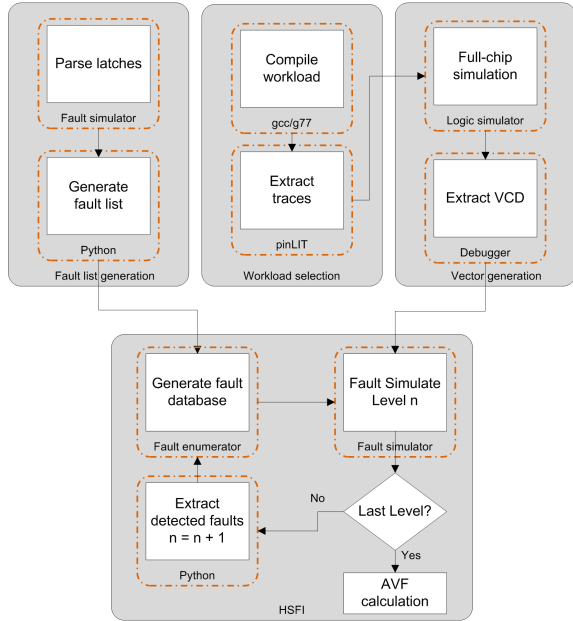 Parse latches
Fault simulator
Generate
fault list
Python
Fault list generation
Compile
workload
gcc/g77
Extract
traces
pinLIT
Workload selection
Full-chip
simulation
Logic simulator
Extract VCD
Debugger
Vector generation
Generate fault
database
Fault enumerator
Fault Simulate
Level n
Fault simulator
Extract
detected faults
n = n + 1
Python
No
Last Level?
Yes
AVF
calculation
HSFI